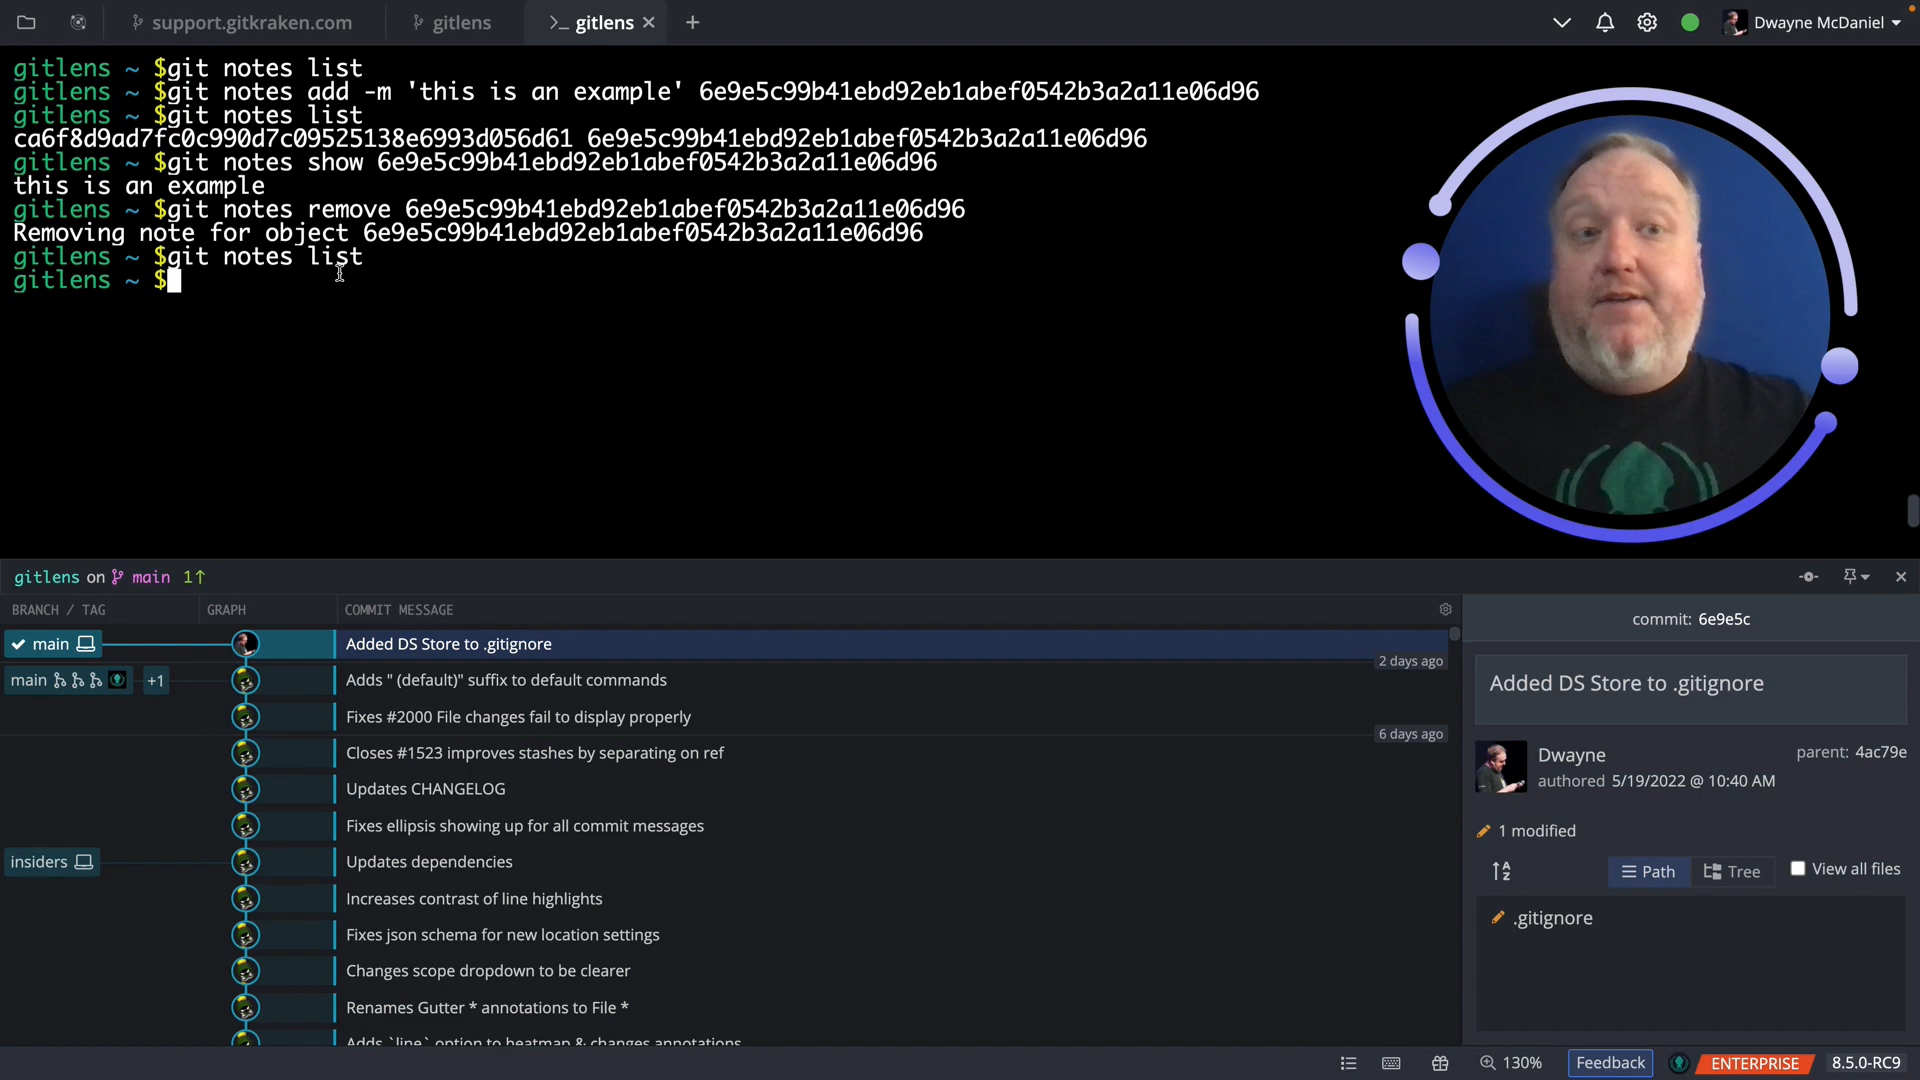 support.gitkraken.com
gitlens
>_ gitlens
Dwayne McDaniel
gitlens ~ $git notes list
gitlens ~ $git notes add -m 'this is an example' 6e9e5c99b41ebd92eb1abef0542b3a2a11e06d96
gitlens ~ $git notes list
ca6f8d9ad7fc0c990d7c09525138e6993d056d61 6e9e5c99b41ebd92eb1abef0542b3a2a11e06d96
gitlens ~ $git notes show 6e9e5c99b41ebd92eb1abef0542b3a2a11e06d96
this is an example
gitlens ~ $git notes remove 6e9e5c99b41ebd92eb1abef0542b3a2a11e06d96
Removing note for object 6e9e5c99b41ebd92eb1abef0542b3a2a11e06d96
gitlens ~ $git notes list
gitlens ~ $
gitlens on main 1↑
BRANCH / TAG GRAPH COMMIT MESSAGE
main Added DS Store to .gitignore
2 days ago
main +1 Adds " (default)" suffix to default commands
Fixes #2000 File changes fail to display properly
6 days ago
Closes #1523 improves stashes by separating on ref
Updates CHANGELOG
Fixes ellipsis showing up for all commit messages
insiders Updates dependencies
Increases contrast of line highlights
Fixes json schema for new location settings
Changes scope dropdown to be clearer
Renames Gutter * annotations to File *
Adds `line` option to heatmap & changes annotations
commit: 6e9e5c
Added DS Store to .gitignore
Dwayne
parent: 4ac79e
authored 5/19/2022 @ 10:40 AM
1 modified
A Z
Path Tree View all files
.gitignore
130% Feedback ENTERPRISE 8.5.0-RC9